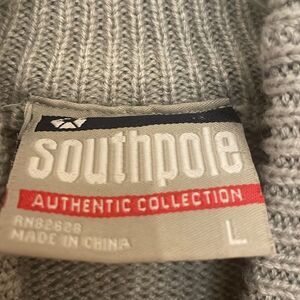 southpole
AUTHENTIC COLLECTION
RN82628
MADE IN CHINA
L